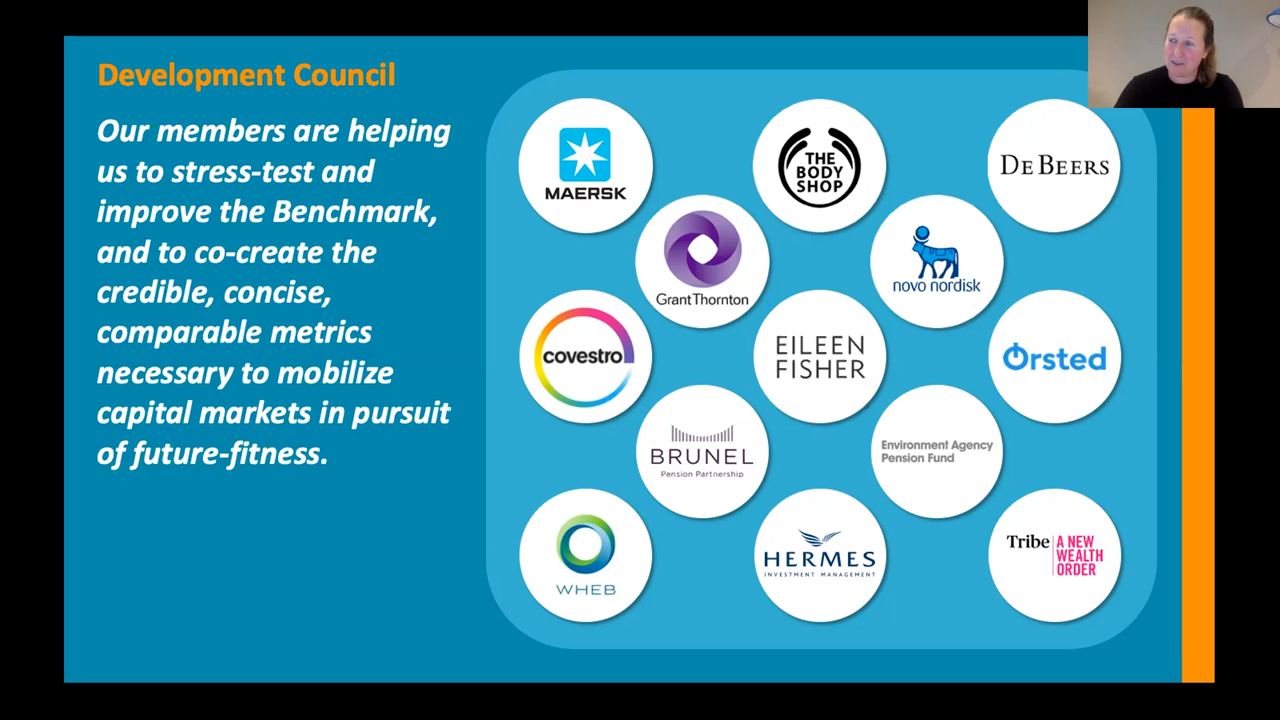 Development Council
Our members are helping
us to stress-test and
improve the Benchmark,
and to co-create the
credible, concise,
comparable metrics
necessary to mobilize
capital markets in pursuit
of future-fitness.
MAERSK
THE
BODY
SHOP
DE BEERS
GrantThornton
novo nordisk
covestro
EILEEN
FISHER
Ørsted
BRUNEL
Pension Partnership
Environment Agency
Pension Fund
WHEB
HERMES
INVESTMENT MANAGEMENT
Tribe
A NEW
WEALTH
ORDER